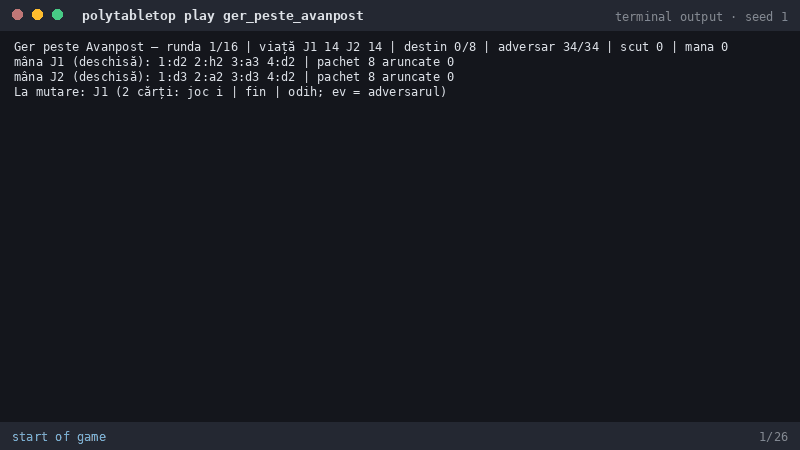 polytabletop play ger_peste_avanpost
terminal output · seed 1
Ger peste Avanpost — runda 1/16 | viață J1 14 J2 14 | destin 0/8 | adversar 34/34 | scut 0 | mana 0
mâna J1 (deschisă): 1:d2 2:h2 3:a3 4:d2 | pachet 8 aruncate 0
mâna J2 (deschisă): 1:d3 2:a2 3:d3 4:d2 | pachet 8 aruncate 0
La mutare: J1 (2 cărți: joc i | fin | odih; ev = adversarul)
start of game
1/26